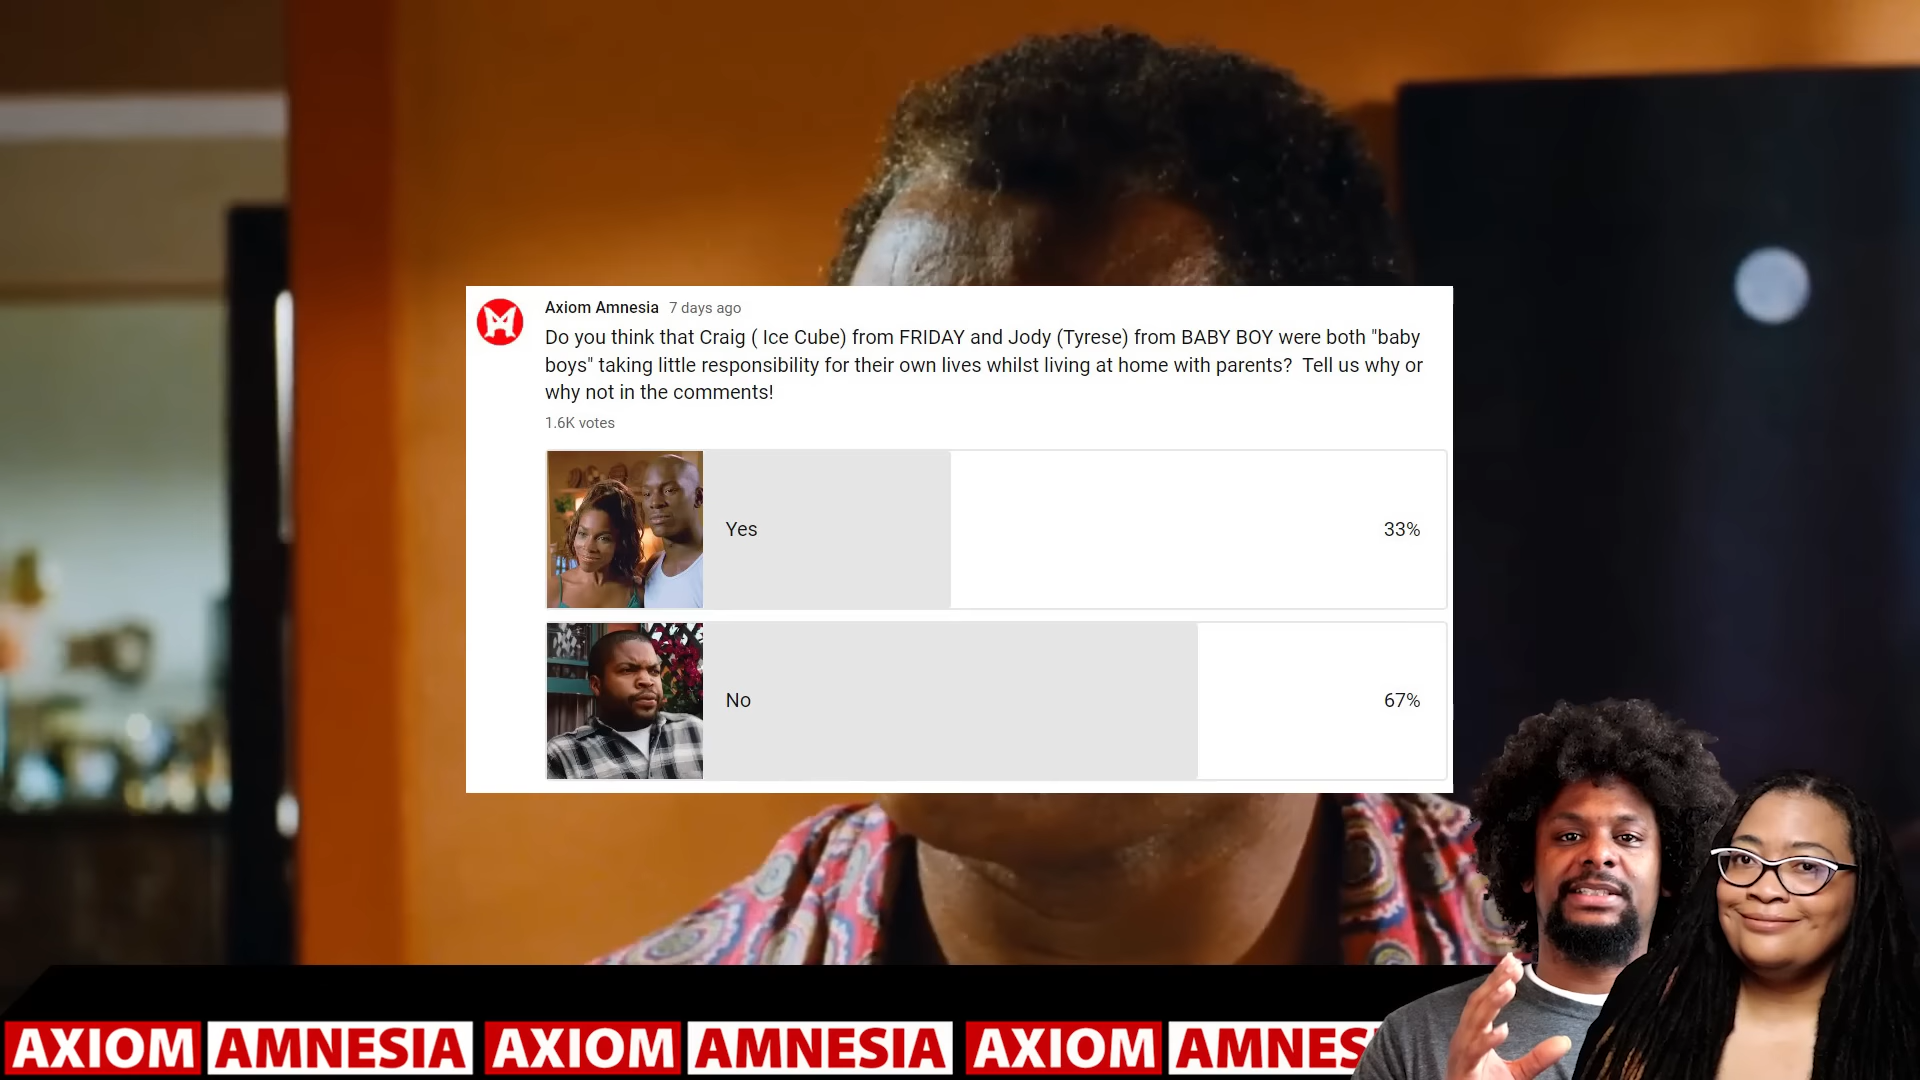 Axiom Amnesia 7 days ago
Do you think that Craig ( Ice Cube) from FRIDAY and Jody (Tyrese) from BABY BOY were both "baby
boys" taking little responsibility for their own lives whilst living at home with parents?  Tell us why or
why not in the comments!
1.6K votes
Yes 33%
No 67%
AXIOM AMNESIA AXIOM AMNESIA AXIOM AMNES